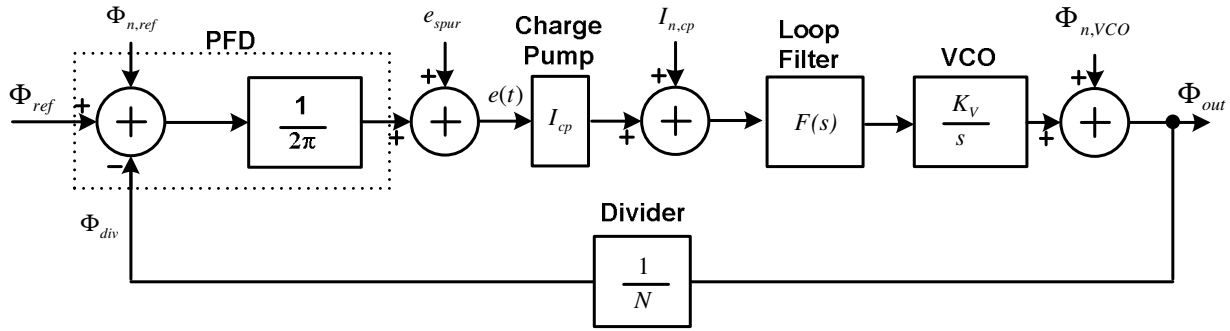 Φn,ref
PFD
espur
Charge
Pump
In,cp
Loop
Filter
VCO
Φn,VCO
Φref
+
+
1
2π
+
+
+
e(t)
Icp
+
+
+
F(s)
KV
s
+
+
+
Φout
−
Φdiv
Divider
1
N